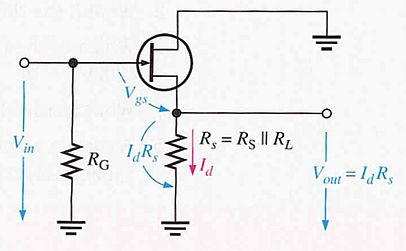 V_gs
V_in
R_G
I_dR_s
R_s = R_S || R_L
I_d
V_out = I_dR_s